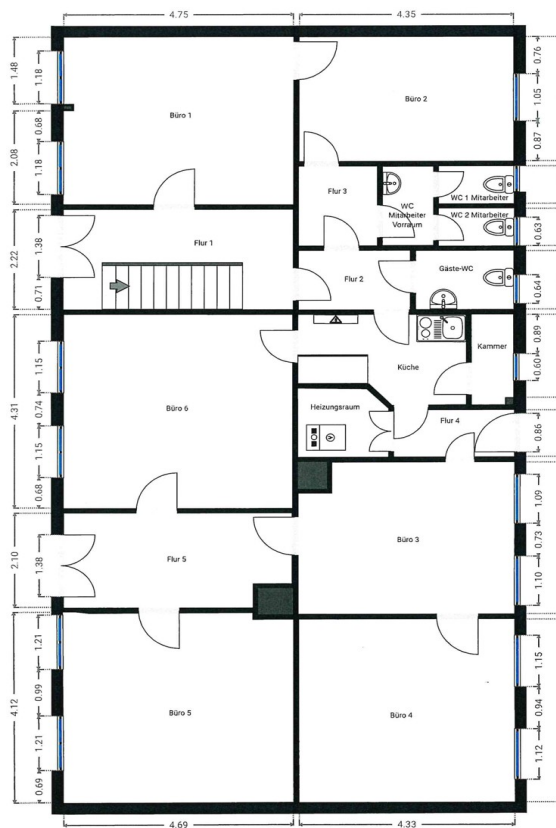 4.75
4.35
1.48
1.18
0.68
2.08
1.18
0.76
1.05
0.87
Büro 1
Büro 2
Flur 3
WC
Mitarbeiter
Vorraum
WC 1 Mitarbeiter
WC 2 Mitarbeiter
0.63
2.22
1.38
0.71
Flur 1
Flur 2
Gäste-WC
0.64
4.31
1.15
0.74
1.15
0.68
Büro 6
Küche
Kammer
0.89
0.60
Heizungsraum
Flur 4
0.86
2.10
1.38
Flur 5
Büro 3
1.09
0.73
1.10
4.12
1.21
0.99
1.21
0.69
Büro 5
Büro 4
1.15
0.94
1.12
4.69
4.33